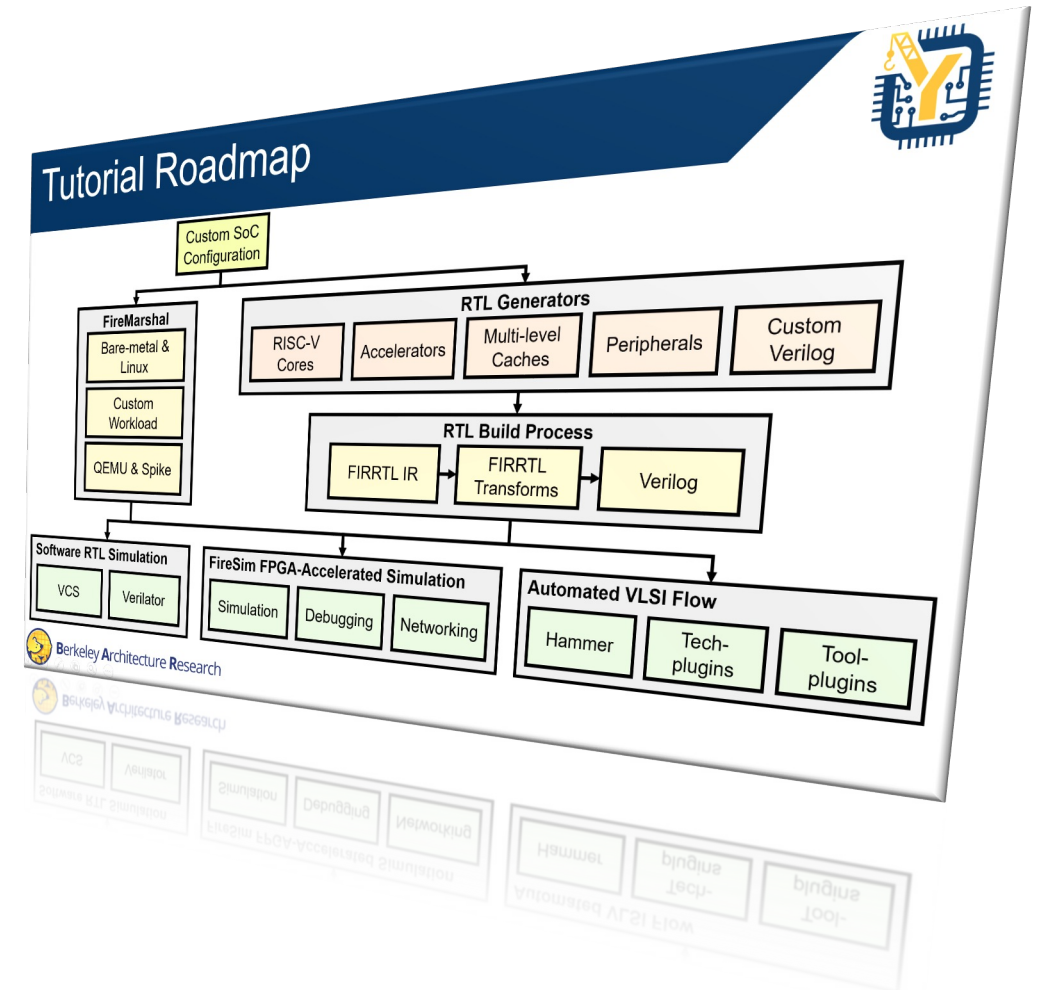 Tutorial Roadmap
Custom SoC
Configuration
FireMarshal
Bare-metal &
Linux
Custom
Workload
QEMU & Spike
RTL Generators
RISC-V
Cores
Accelerators
Multi-level
Caches
Peripherals
Custom
Verilog
RTL Build Process
FIRRTL IR
FIRRTL
Transforms
Verilog
Software RTL Simulation
VCS
Verilator
FireSim FPGA-Accelerated Simulation
Simulation
Debugging
Networking
Automated VLSI Flow
Hammer
Tech-
plugins
Tool-
plugins
Berkeley Architecture Research